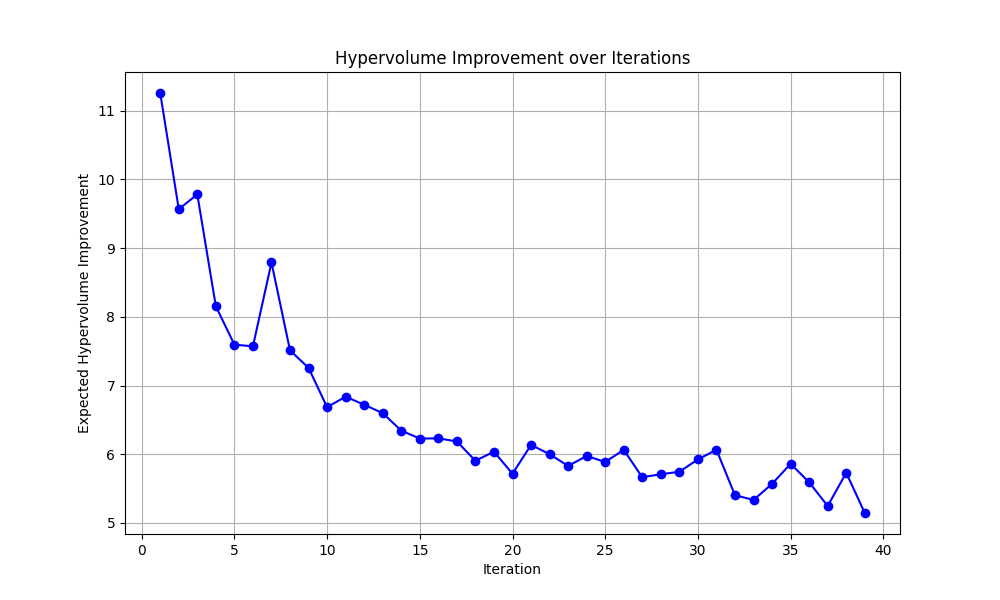 Hypervolume Improvement over Iterations
Expected Hypervolume Improvement
11
10
9
8
7
6
5
0 5 10 15 20 25 30 35 40
Iteration